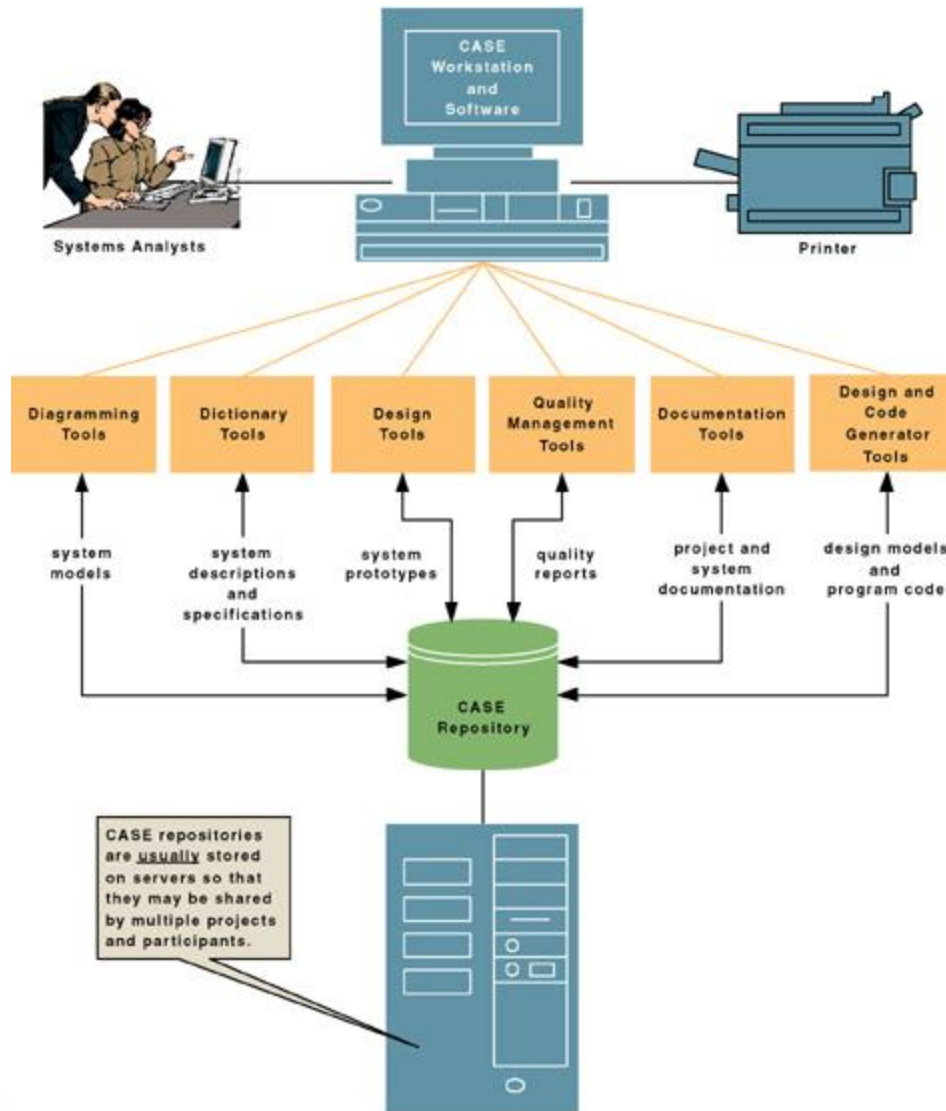 CASE
Workstation
and
Software
Systems Analysts
Printer
Diagramming
Tools
Dictionary
Tools
Design
Tools
Quality
Management
Tools
Documentation
Tools
Design and
Code
Generator
Tools
system
models
system
descriptions
and
specifications
system
prototypes
quality
reports
project and
system
documentation
design models
and
program code
CASE
Repository
CASE repositories
are usually stored
on servers so that
they may be shared
by multiple projects
and participants.